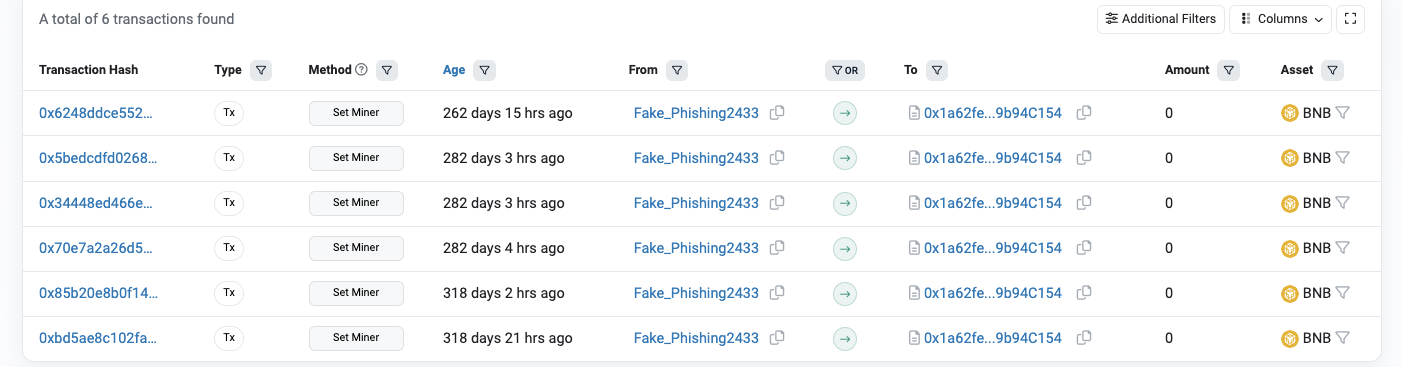 A total of 6 transactions found Additional Filters Columns
Transaction Hash Type Method Age From OR To Amount Asset
0x6248ddce552... Tx Set Miner 262 days 15 hrs ago Fake_Phishing2433 0x1a62fe...9b94C154 0 BNB
0x5bedcdfd0268... Tx Set Miner 282 days 3 hrs ago Fake_Phishing2433 0x1a62fe...9b94C154 0 BNB
0x34448ed466e... Tx Set Miner 282 days 3 hrs ago Fake_Phishing2433 0x1a62fe...9b94C154 0 BNB
0x70e7a2a26d5... Tx Set Miner 282 days 4 hrs ago Fake_Phishing2433 0x1a62fe...9b94C154 0 BNB
0x85b20e8b0f14... Tx Set Miner 318 days 2 hrs ago Fake_Phishing2433 0x1a62fe...9b94C154 0 BNB
0xbd5ae8c102fa... Tx Set Miner 318 days 21 hrs ago Fake_Phishing2433 0x1a62fe...9b94C154 0 BNB